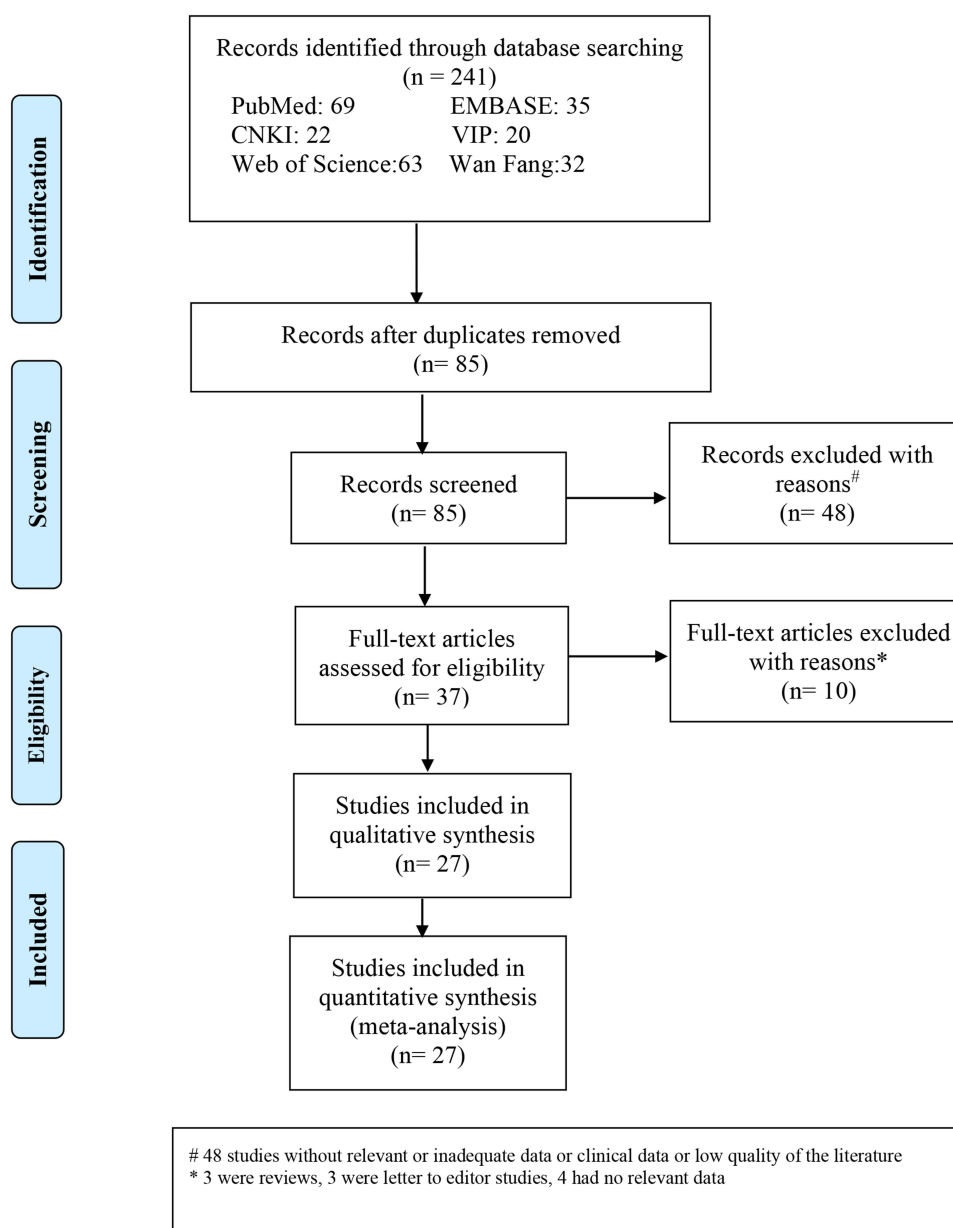 Records identified through database searching
(n = 241)
PubMed: 69 EMBASE: 35
CNKI: 22 VIP: 20
Web of Science:63 Wan Fang:32
Identification
Records after duplicates removed
(n= 85)
Screening
Records screened
(n= 85)
Records excluded with
reasons#
(n= 48)
Eligibility
Full-text articles
assessed for eligibility
(n= 37)
Full-text articles excluded
with reasons*
(n= 10)
Studies included in
qualitative synthesis
(n= 27)
Included
Studies included in
quantitative synthesis
(meta-analysis)
(n= 27)
# 48 studies without relevant or inadequate data or clinical data or low quality of the literature
* 3 were reviews, 3 were letter to editor studies, 4 had no relevant data